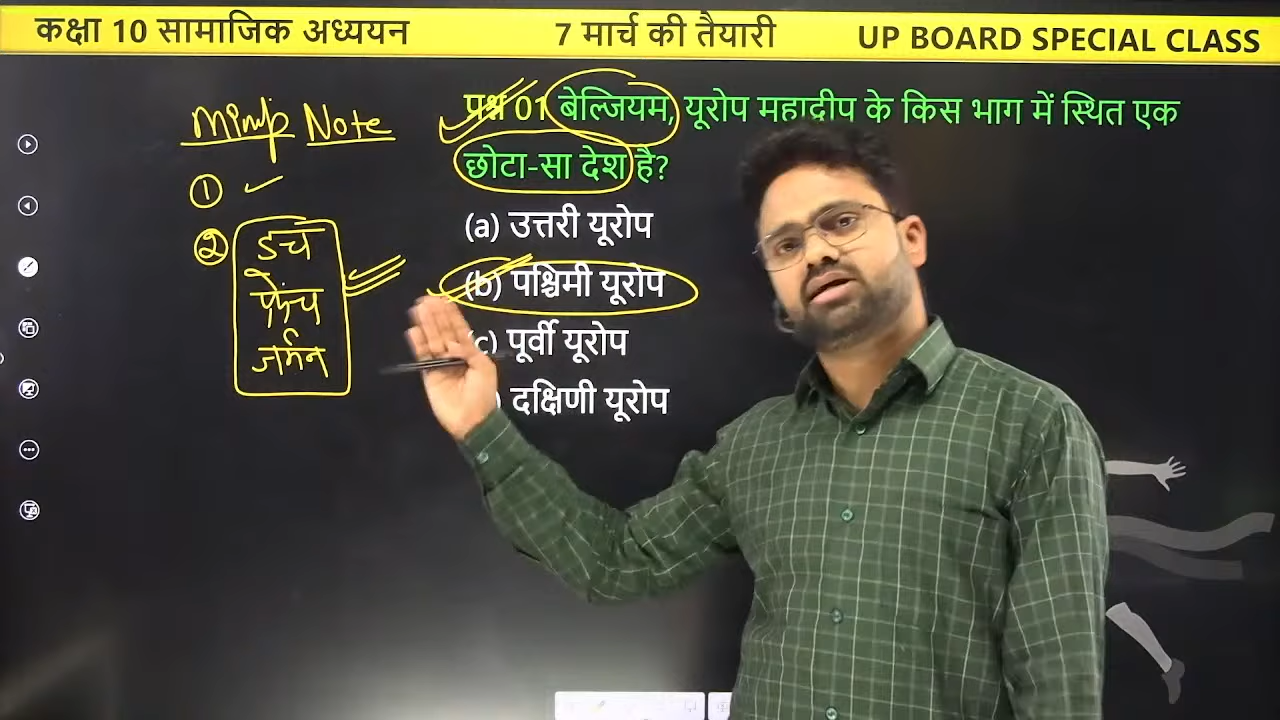 कक्षा 10 सामाजिक अध्ययन 7 मार्च की तैयारी UP BOARD SPECIAL CLASS
प्रश्न 01 बेल्जियम, यूरोप महाद्वीप के किस भाग में स्थित एक
छोटा-सा देश है?
(a) उत्तरी यूरोप
(b) पश्चिमी यूरोप
(c) पूर्वी यूरोप
) दक्षिणी यूरोप
Note
①
② डच
जर्मन